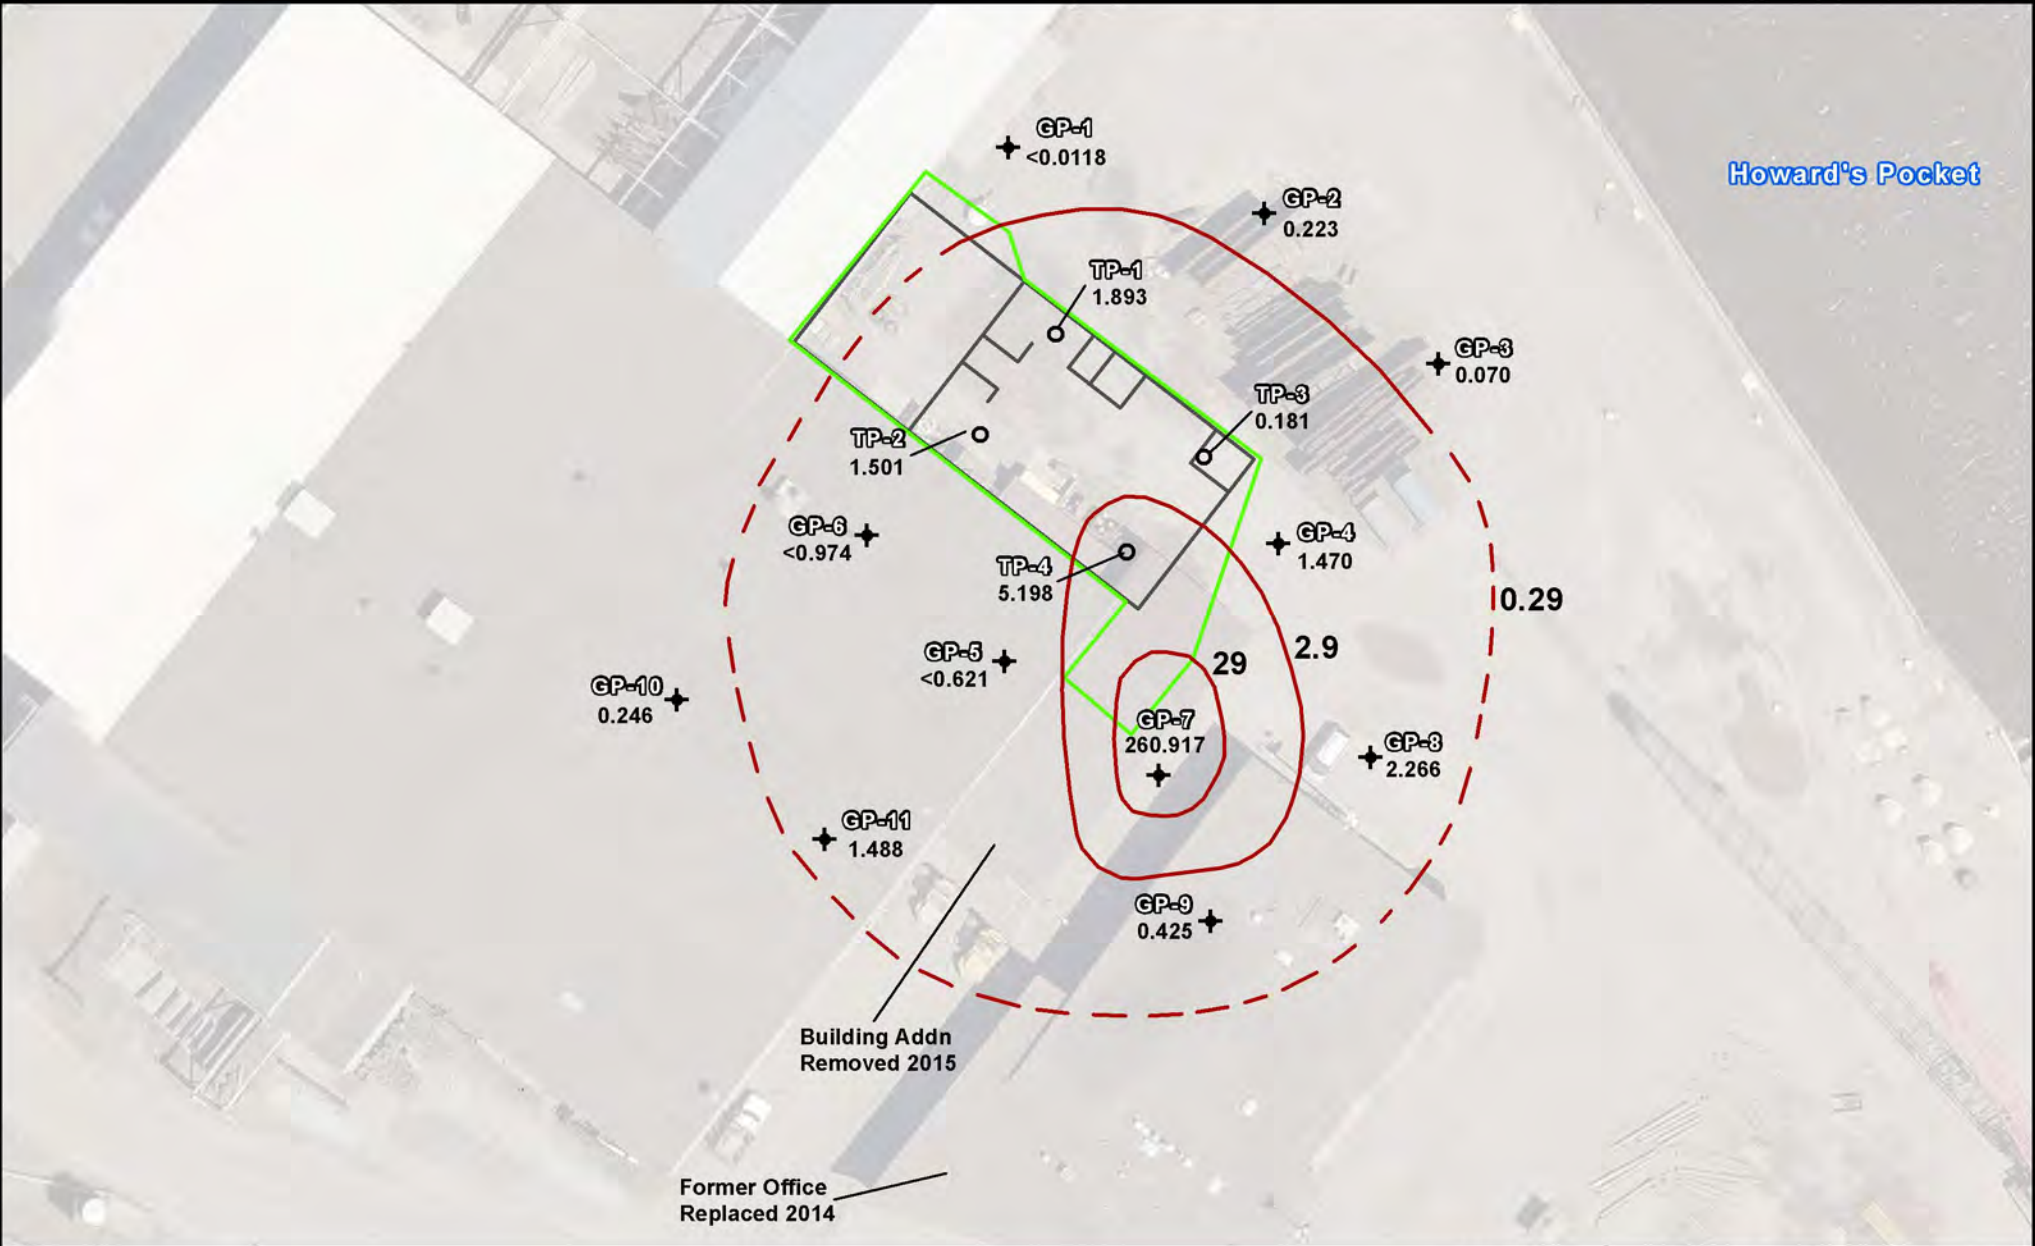 GP-1
<0.0118
Howard's Pocket
GP-2
0.223
TP-1
1.893
GP-3
0.070
TP-3
0.181
TP-2
1.501
GP-6
<0.974
GP-4
1.470
TP-4
5.198
0.29
2.9
GP-5
<0.621
29
GP-10
0.246
GP-7
260.917
GP-8
2.266
GP-11
1.488
GP-9
0.425
Building Addn
Removed 2015
Former Office
Replaced 2014